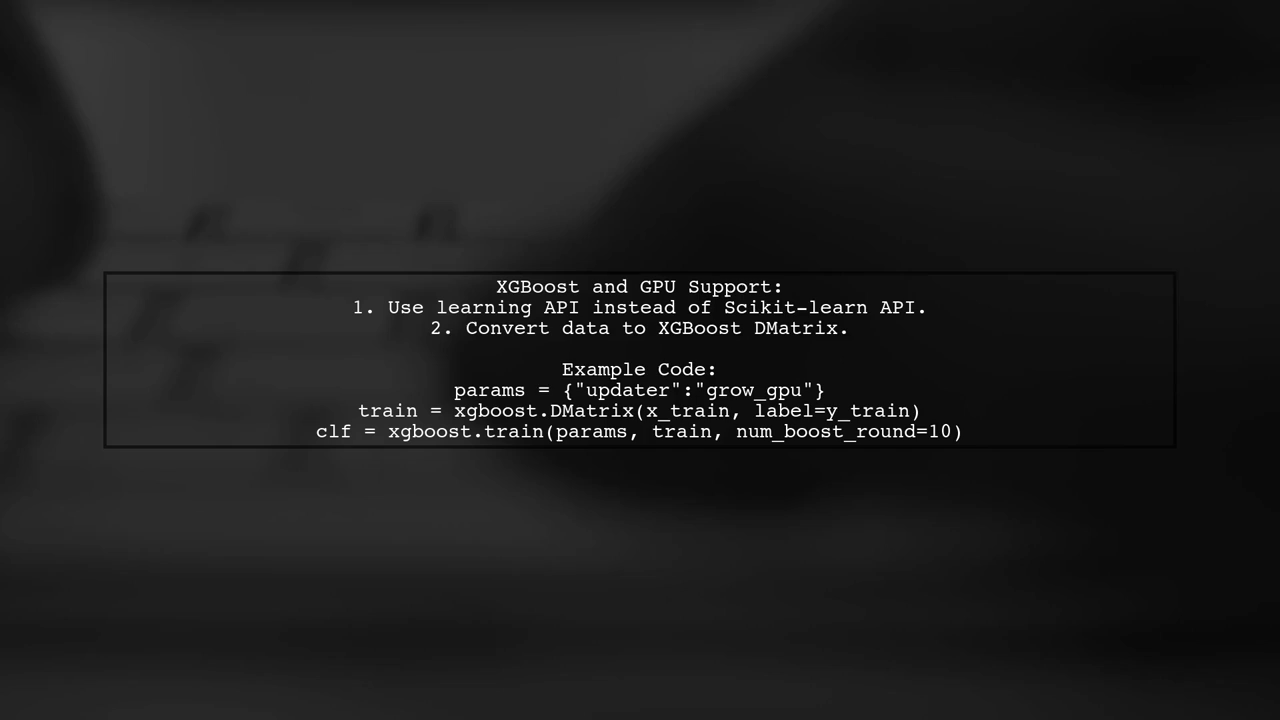 XGBoost and GPU Support:
1. Use learning API instead of Scikit-learn API.
2. Convert data to XGBoost DMatrix.
Example Code:
params = {"updater":"grow_gpu"}
train = xgboost.DMatrix(x_train, label=y_train)
clf = xgboost.train(params, train, num_boost_round=10)